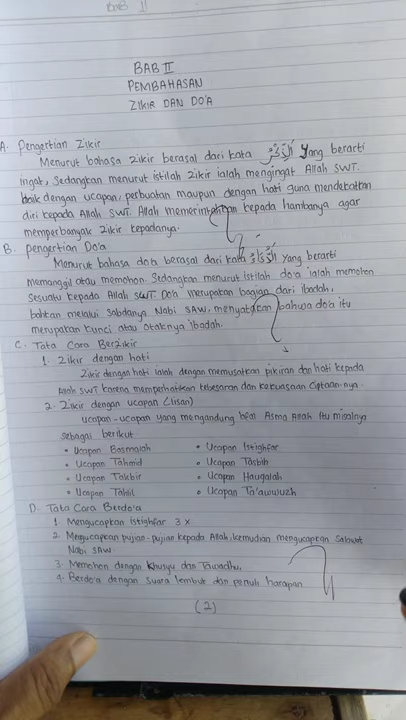 BAB II
BAB II
PEMBAHASAN
ZIKIR DAN DO'A
A. Pengertian Zikir
Menurut bahasa zikir berasal dari kata الذِّكْرُ yang berarti
ingat, Sedangkan menurut istilah zikir ialah mengingat Allah SWT.
baik dengan ucapan, perbuatan maupun dengan hati guna mendekatkan
diri kepada Allah SWT. Allah memerintahkan kepada hambanya agar
memperbanyak zikir kepadanya.
B. Pengertian Do'a
Menurut bahasa do'a berasal dari kata yang berarti
memanggil atau memohon. Sedangkan menurut istilah do'a ialah memohon
sesuatu kepada Allah SWT Do'a merupakan bagian dari ibadah,
bahkan melalui Sabdanya Nabi SAW, menyatakan bahwa do'a itu
merupakan kunci atau otaknya ibadah.
C. Tata Cara Berzikir
1. Zikir dengan hati
Zikir dengan hati ialah dengan memusatkan pikiran dan hati kepada
Allah SWT karena memperhatikan kebesaran dan kekuasaan Ciptaan-nya.
2. Zikir dengan ucapan (Lisan)
ucapan-ucapan yang mengandung Asma Allah itu misalnya
sebagai berikut
• Ucapan Basmalah • Ucapan Istighfar
• Ucapan Tahmid • Ucapan Tasbih
• Ucapan Takbir • Ucapan Hauqalah
• Ucapan Tahlil • Ucapan Ta'awwuzh
D. Tata Cara Berdo'a
1. Mengucapkan Istighfar 3 x
2. Mengucapkan pujian-pujian kepada Allah, kemudian mengucapkan Salawat
Nabi SAW.
3. Memohon dengan Khusyu dan Tawadhu,
4. Berdo'a dengan Suara lembut dan penuh harapan
(2)